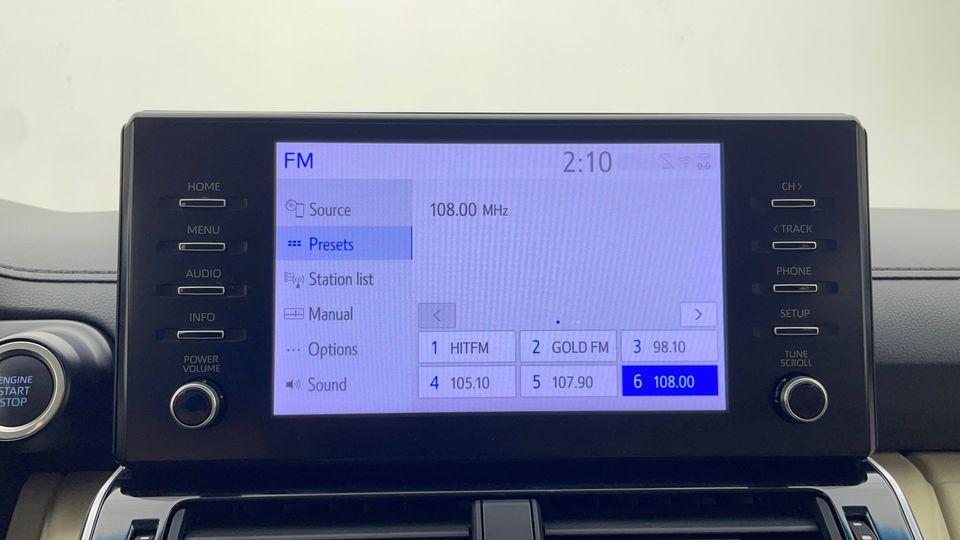 HOME
MENU
AUDIO
INFO
POWER
VOLUME
ENGINE
START
STOP
FM
2:10
Source
Presets
Station list
Manual
Options
Sound
108.00 MHz
1 HITFM
2 GOLD FM
3 98.10
4 105.10
5 107.90
6 108.00
CH >
< TRACK
PHONE
SETUP
TUNE
SCROLL